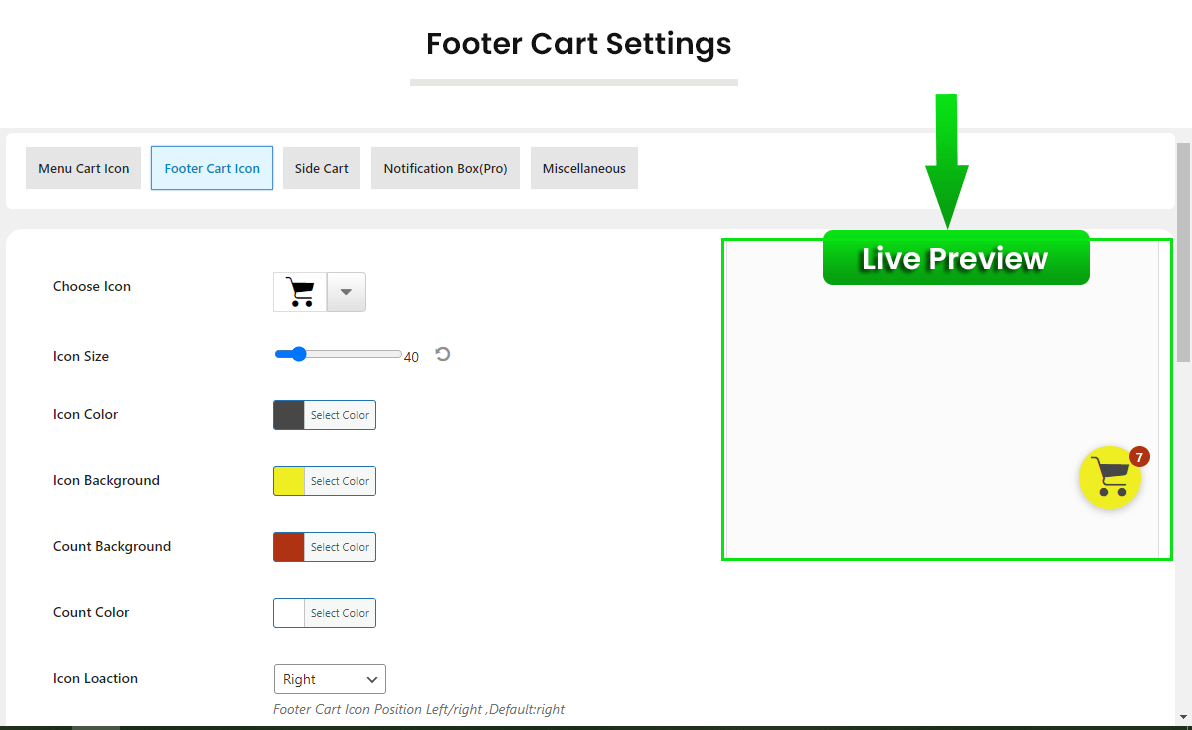 Footer Cart Settings
Menu Cart Icon
Footer Cart Icon
Side Cart
Notification Box(Pro)
Miscellaneous
Live Preview
Choose Icon
Icon Size
40
Icon Color
Select Color
Icon Background
Select Color
7
Count Background
Select Color
Count Color
Select Color
Icon Loaction
Right
Footer Cart Icon Position Left/right ,Default:right